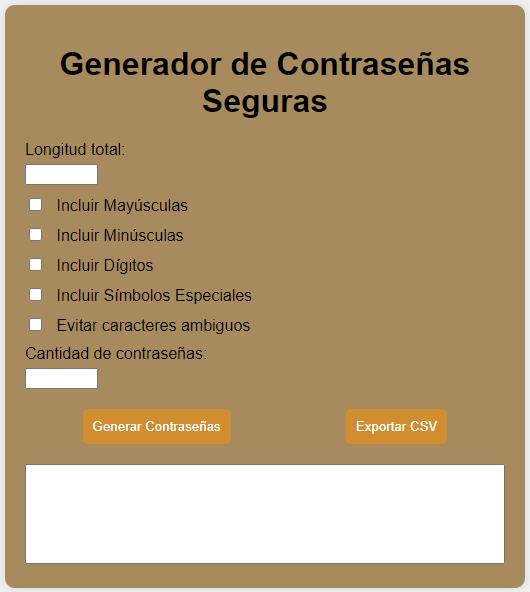 Generador de Contraseñas
Seguras
Longitud total:
Incluir Mayúsculas
Incluir Minúsculas
Incluir Dígitos
Incluir Símbolos Especiales
Evitar caracteres ambiguos
Cantidad de contraseñas:
Generar Contraseñas
Exportar CSV